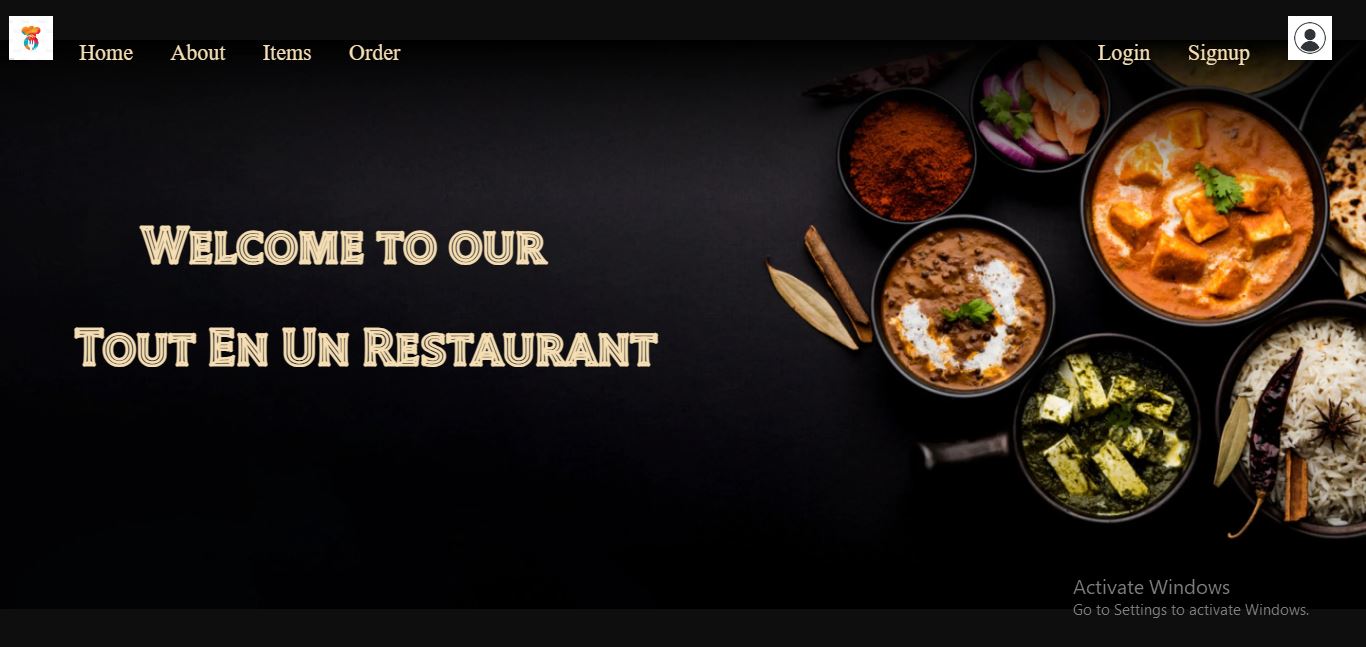 Home About Items Order Login Signup
Welcome to our
Tout En Un Restaurant
Activate Windows
Go to Settings to activate Windows.